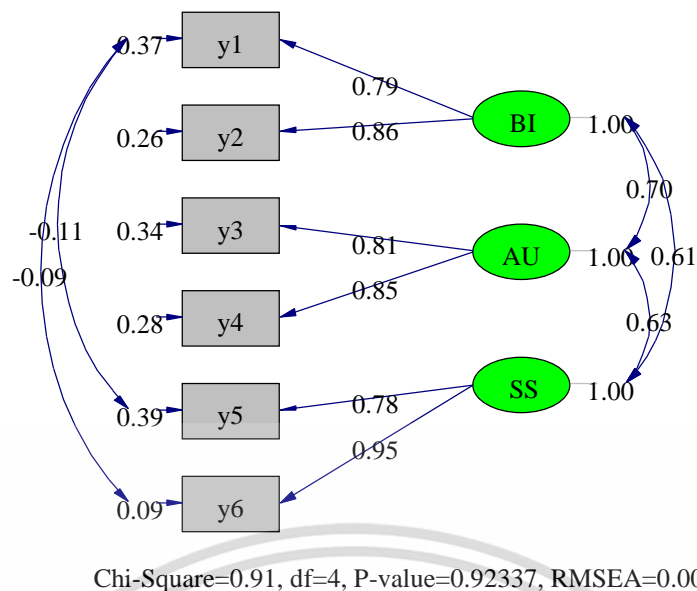 0.37 y1
0.79
0.26 y2
0.86 BI 1.00
0.70
0.34 y3
-0.11
0.81 AU 1.00 0.61
-0.09
0.85
0.28 y4
0.63
0.39 y5
0.78 SS 1.00
0.95
0.09 y6
Chi-Square=0.91, df=4, P-value=0.92337, RMSEA=0.00